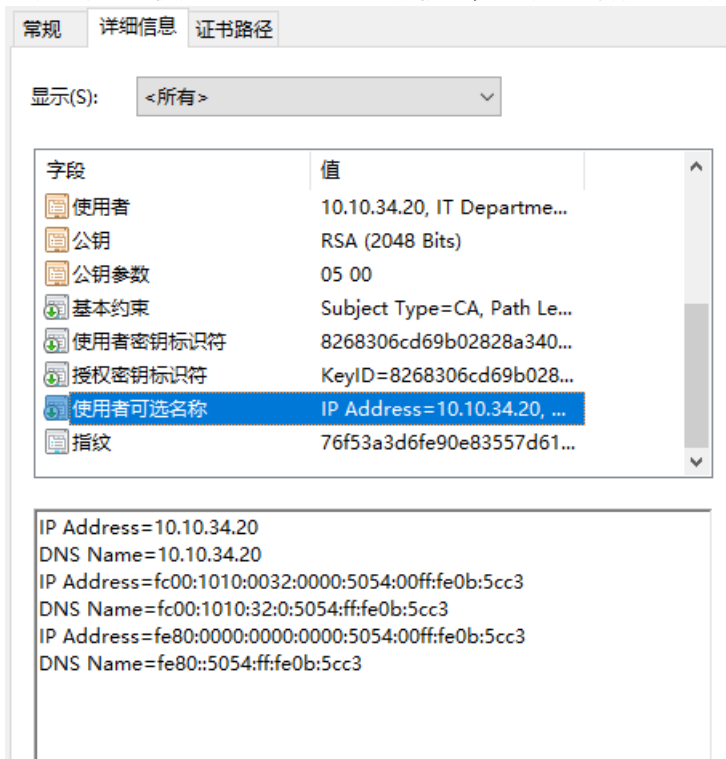 常规 详细信息 证书路径
显示(S): <所有>
字段 值
使用者 10.10.34.20, IT Departme...
公钥 RSA (2048 Bits)
公钥参数 05 00
基本约束 Subject Type=CA, Path Le...
使用者密钥标识符 8268306cd69b02828a340...
授权密钥标识符 KeyID=8268306cd69b028...
使用者可选名称 IP Address=10.10.34.20, ...
指纹 76f53a3d6fe90e83557d61...
IP Address=10.10.34.20
DNS Name=10.10.34.20
IP Address=fc00:1010:0032:0000:5054:00ff:fe0b:5cc3
DNS Name=fc00:1010:32:0:5054:ff:fe0b:5cc3
IP Address=fe80:0000:0000:0000:5054:00ff:fe0b:5cc3
DNS Name=fe80::5054:ff:fe0b:5cc3